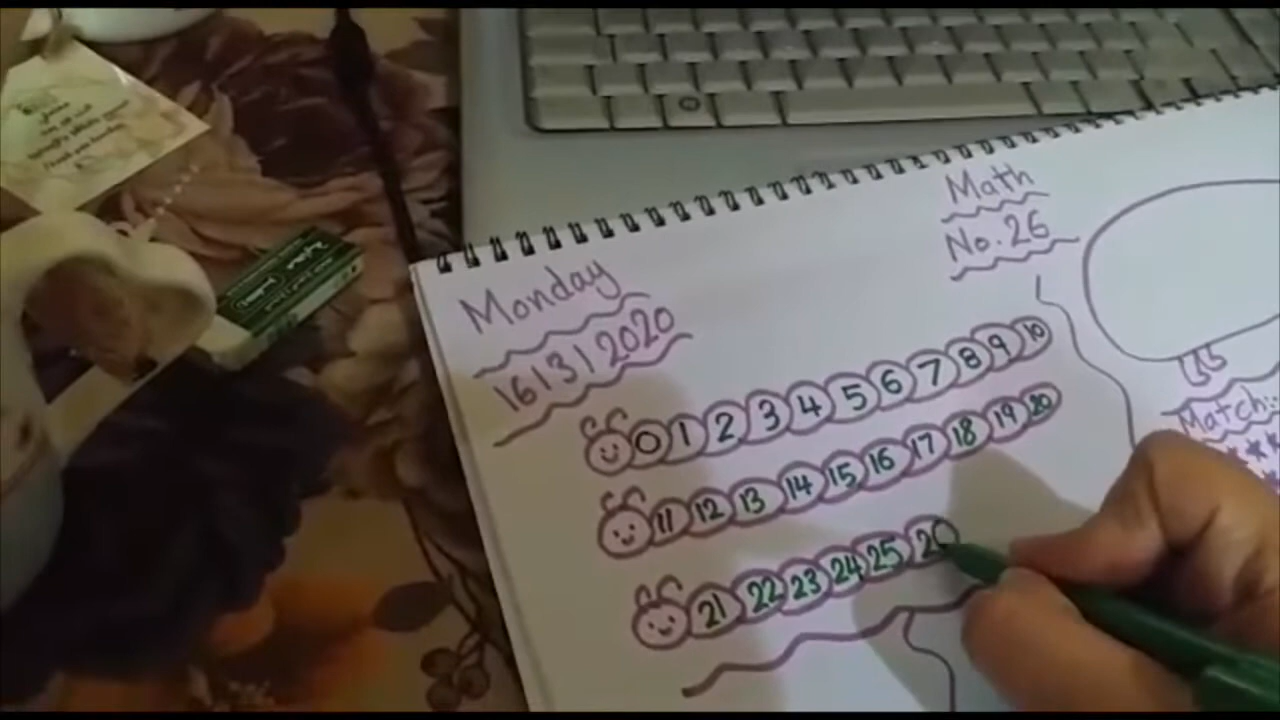 Monday
16/3/2020
Math
No. 26
0 1 2 3 4 5 6 7 8 9 10
11 12 13 14 15 16 17 18 19 20
21 22 23 24 25 26
Match: